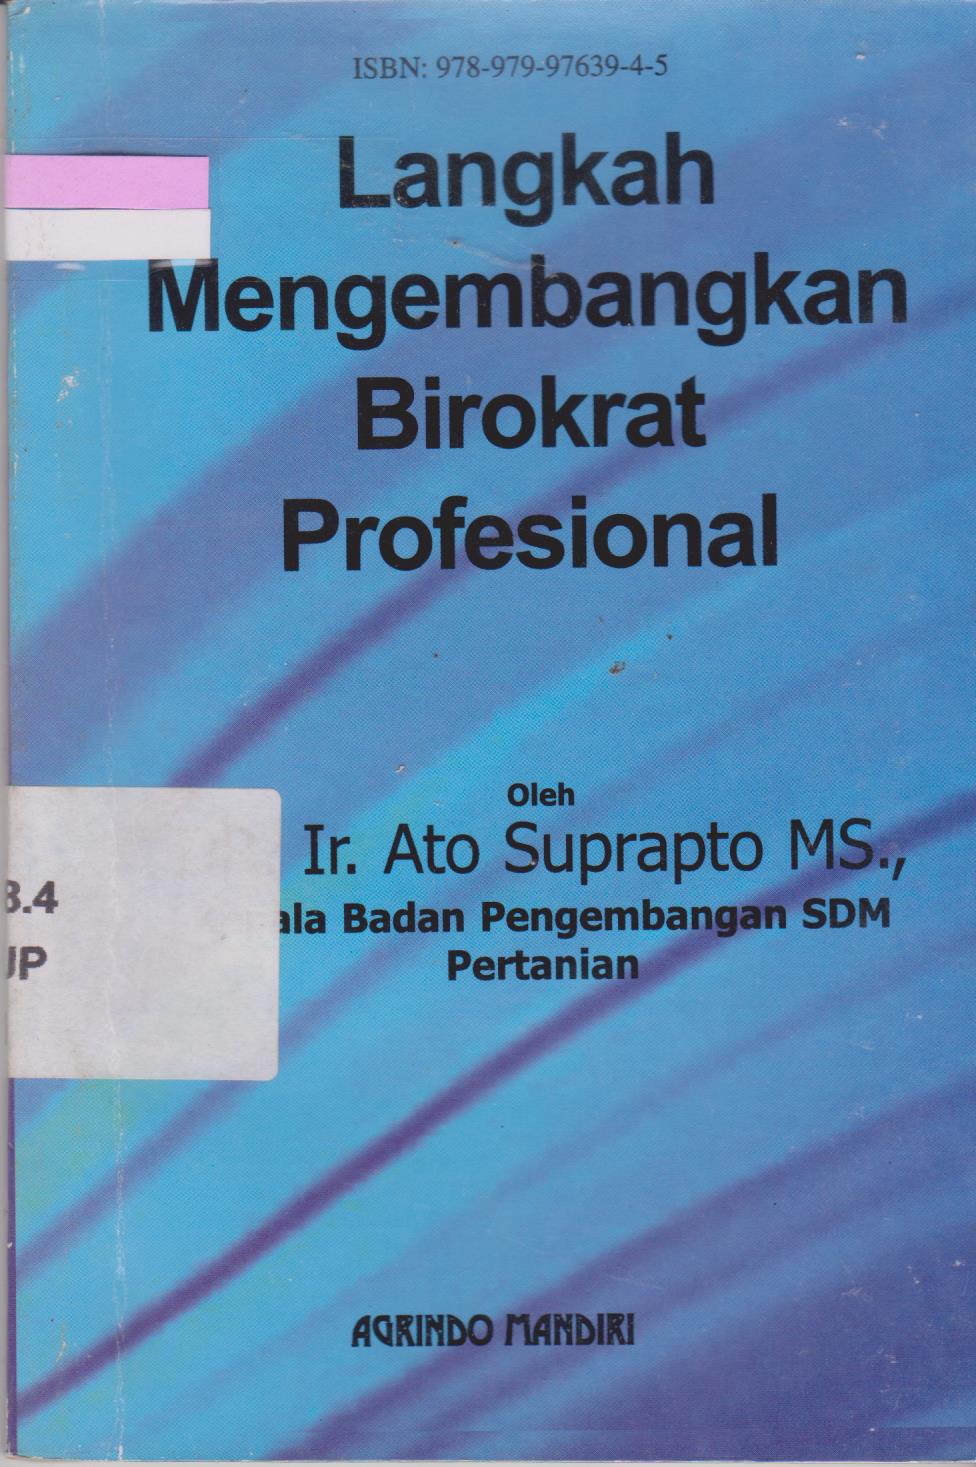 ISBN: 978-979-97639-4-5
Langkah
Mengembangkan
Birokrat
Profesional
Oleh
Ir. Ato Suprapto MS.,
Badan Pengembangan SDM
Pertanian
3.4
UP
AGRINDO MANDIRI